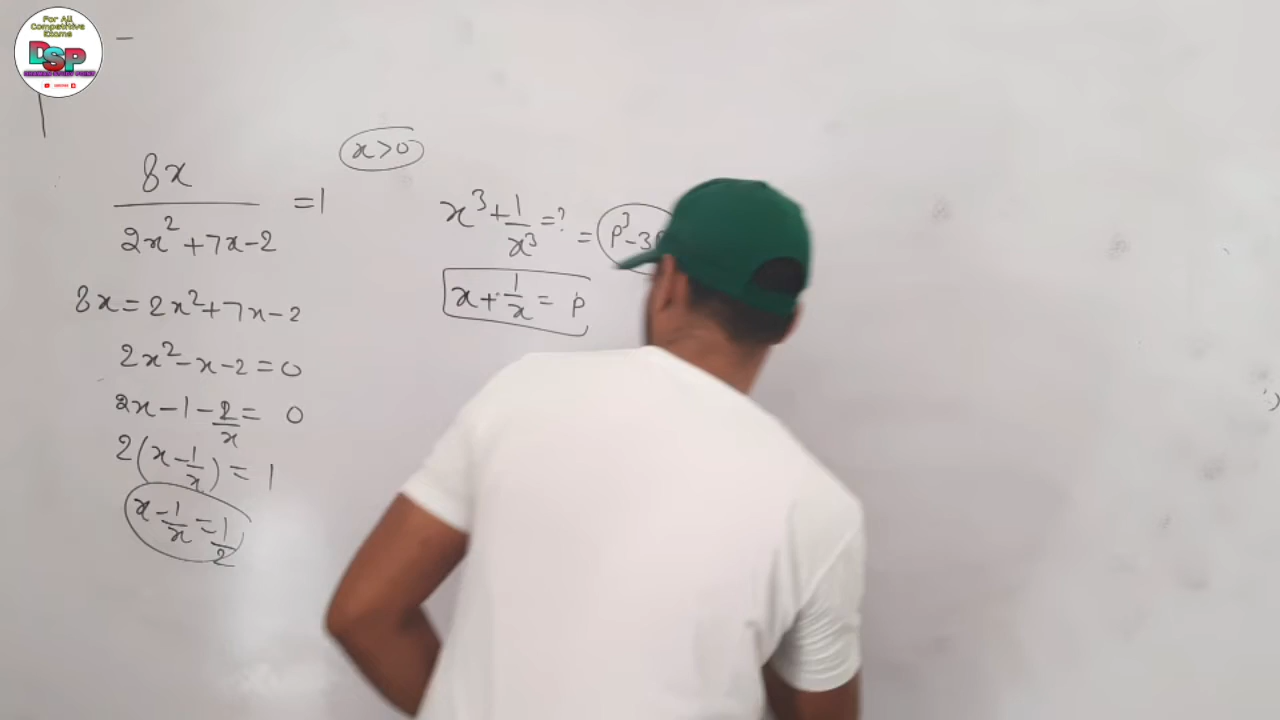 For All
Competitive
Exams
DSP
8x / (2x² + 7x - 2) = 1
x > 0
8x = 2x² + 7x - 2
2x² - x - 2 = 0
2x - 1 - 2/x = 0
2(x - 1/x) = 1
x - 1/x = 1/2
x³ + 1/x³ = ? = p³ - 3
x + 1/x = p